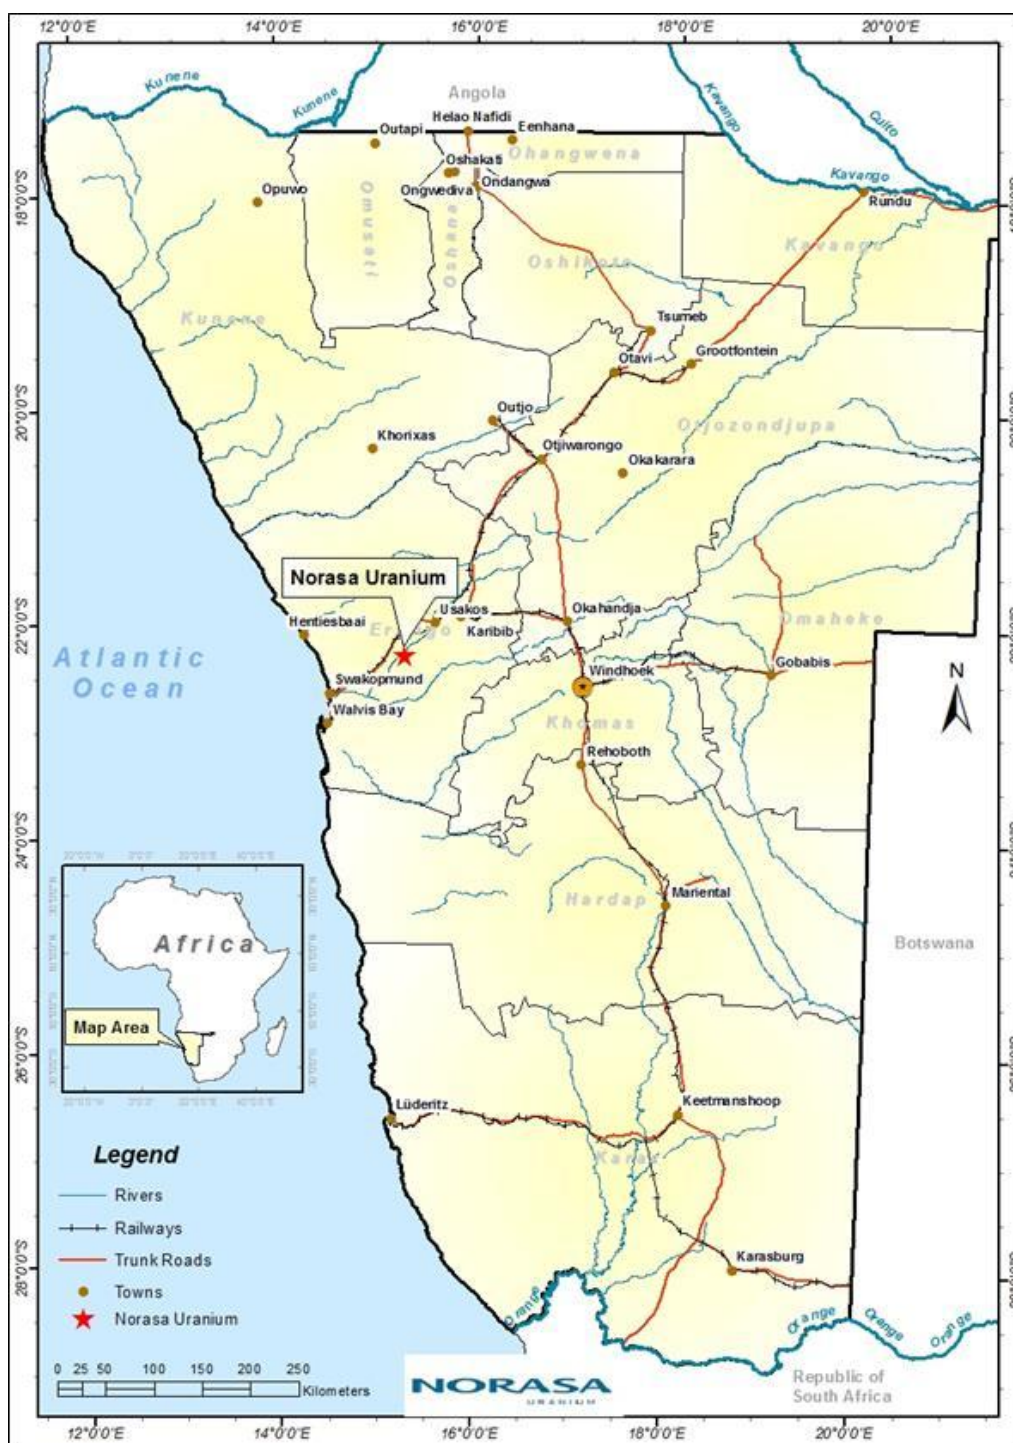 12°0'0"E
14°0'0"E
16°0'0"E
18°0'0"E
20°0'0"E
Kunene
Kunene
Angola
Kavango
Cuito
Helao Nafidi
Eenhana
Outapi
Ohangwena
Oshakati
Ongwediva
Ondangwa
Opuwo
Omusati
Oshana
Kavango
Rundu
18°0'0"S
Kavango
Oshikoto
Kunene
Tsumeb
Otavi
Grootfontein
20°0'0"S
Outjo
Otjozondjupa
Khorixas
Otjiwarongo
Okakarara
Norasa Uranium
Hentiesbaai
Usakos
Karibib
Okahandja
Omaheke
22°0'0"S
Atlantic
Ocean
Swakopmund
Walvis Bay
Windhoek
Gobabis
N
Khomas
Rehoboth
24°0'0"S
Hardap
Mariental
Botswana
Africa
Map Area
26°0'0"S
Lüderitz
Keetmanshoop
Karas
Legend
Rivers
Railways
Trunk Roads
Towns
Norasa Uranium
Karasburg
28°0'0"S
Orange
Orange
Orange
Orange
0 25 50 100 150 200 250
Kilometers
NORASA
URANIUM
Republic of
South Africa
12°0'0"E
14°0'0"E
16°0'0"E
18°0'0"E
20°0'0"E